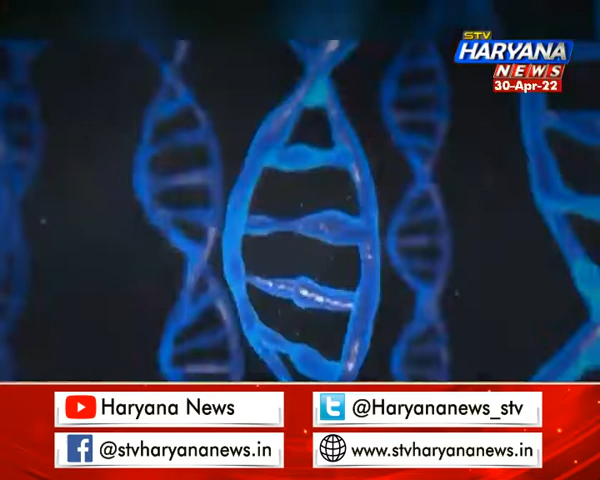 STV
HARYANA
NEWS
30-Apr-22
Haryana News
@Haryananews_stv
@stvharyananews.in
www.stvharyananews.in